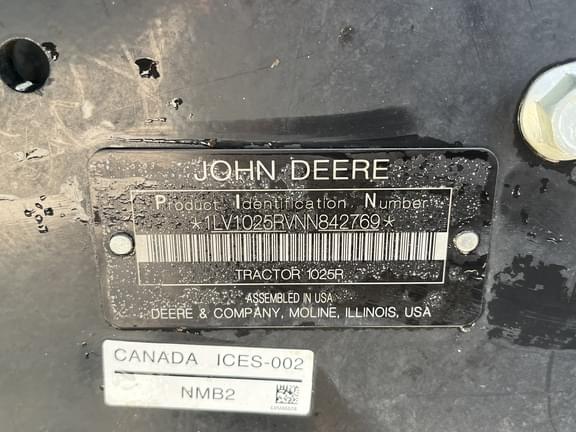 JOHN DEERE
Product Identification Number
*1LV1025RVNN842769*
TRACTOR 1025R
ASSEMBLED IN USA
DEERE & COMPANY, MOLINE, ILLINOIS, USA
CANADA ICES-002
NMB2